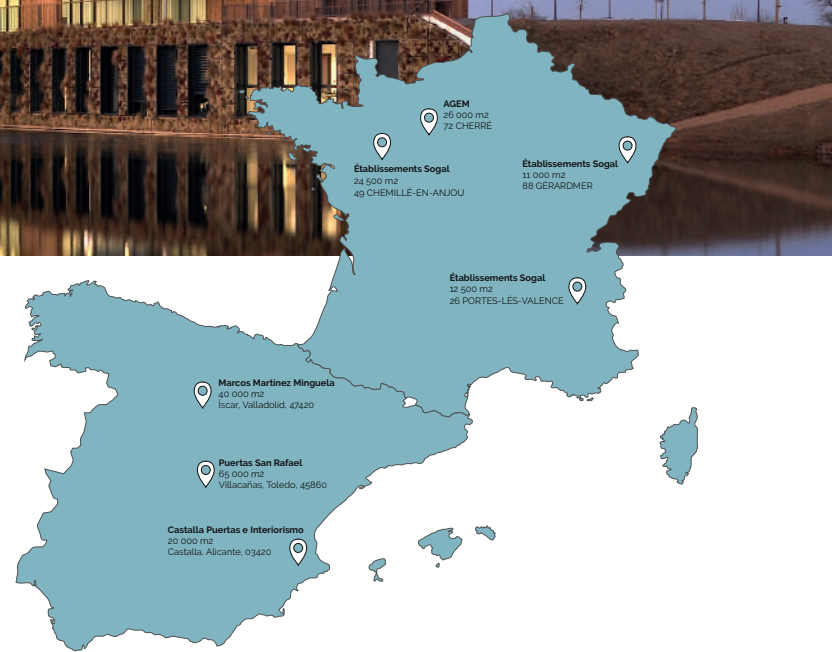 AGEM
26 000 m2
72 CHERRÉ
Établissements Sogal
24 500 m2
49 CHEMILLÉ-EN-ANJOU
Établissements Sogal
11 000 m2
88 GÉRARDMER
Établissements Sogal
12 500 m2
26 PORTES-LÈS-VALENCE
Marcos Martínez Minguela
40 000 m2
Íscar, Valladolid, 47420
Puertas San Rafael
65 000 m2
Villacañas, Toledo, 45860
Castalla Puertas e Interiorismo
20 000 m2
Castalla, Alicante, 03420